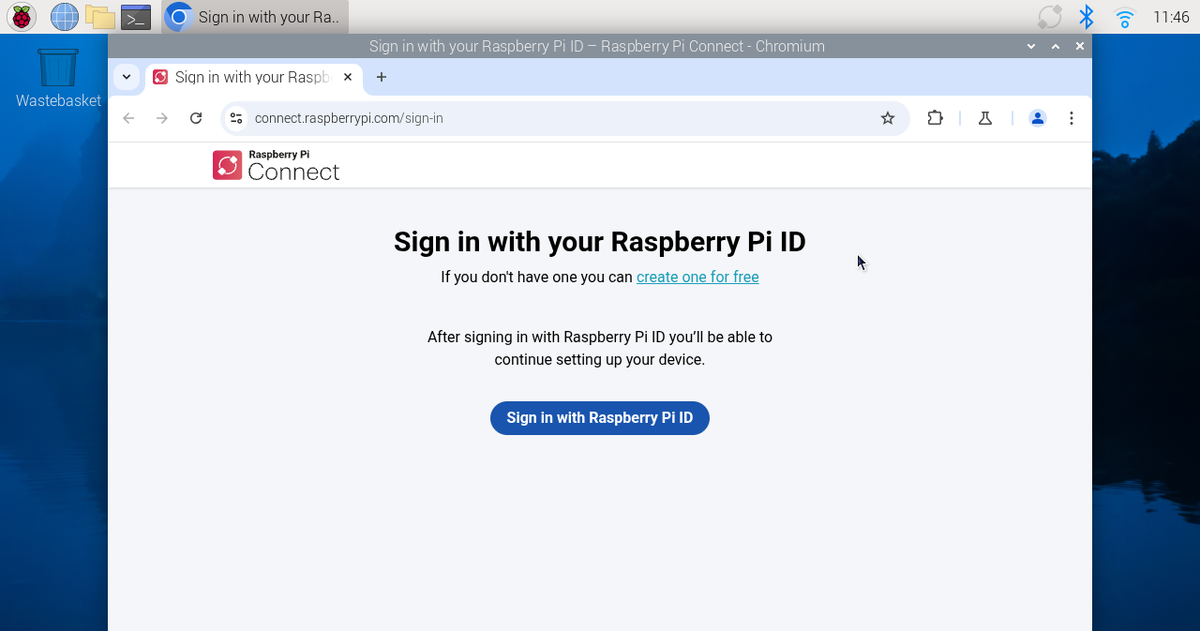 Sign in with your Ra..
11:46
Wastebasket
Sign in with your Raspberry Pi ID – Raspberry Pi Connect - Chromium
Sign in with your Raspb
connect.raspberrypi.com/sign-in
Raspberry Pi
Connect
Sign in with your Raspberry Pi ID
If you don't have one you can create one for free
After signing in with Raspberry Pi ID you’ll be able to
continue setting up your device.
Sign in with Raspberry Pi ID